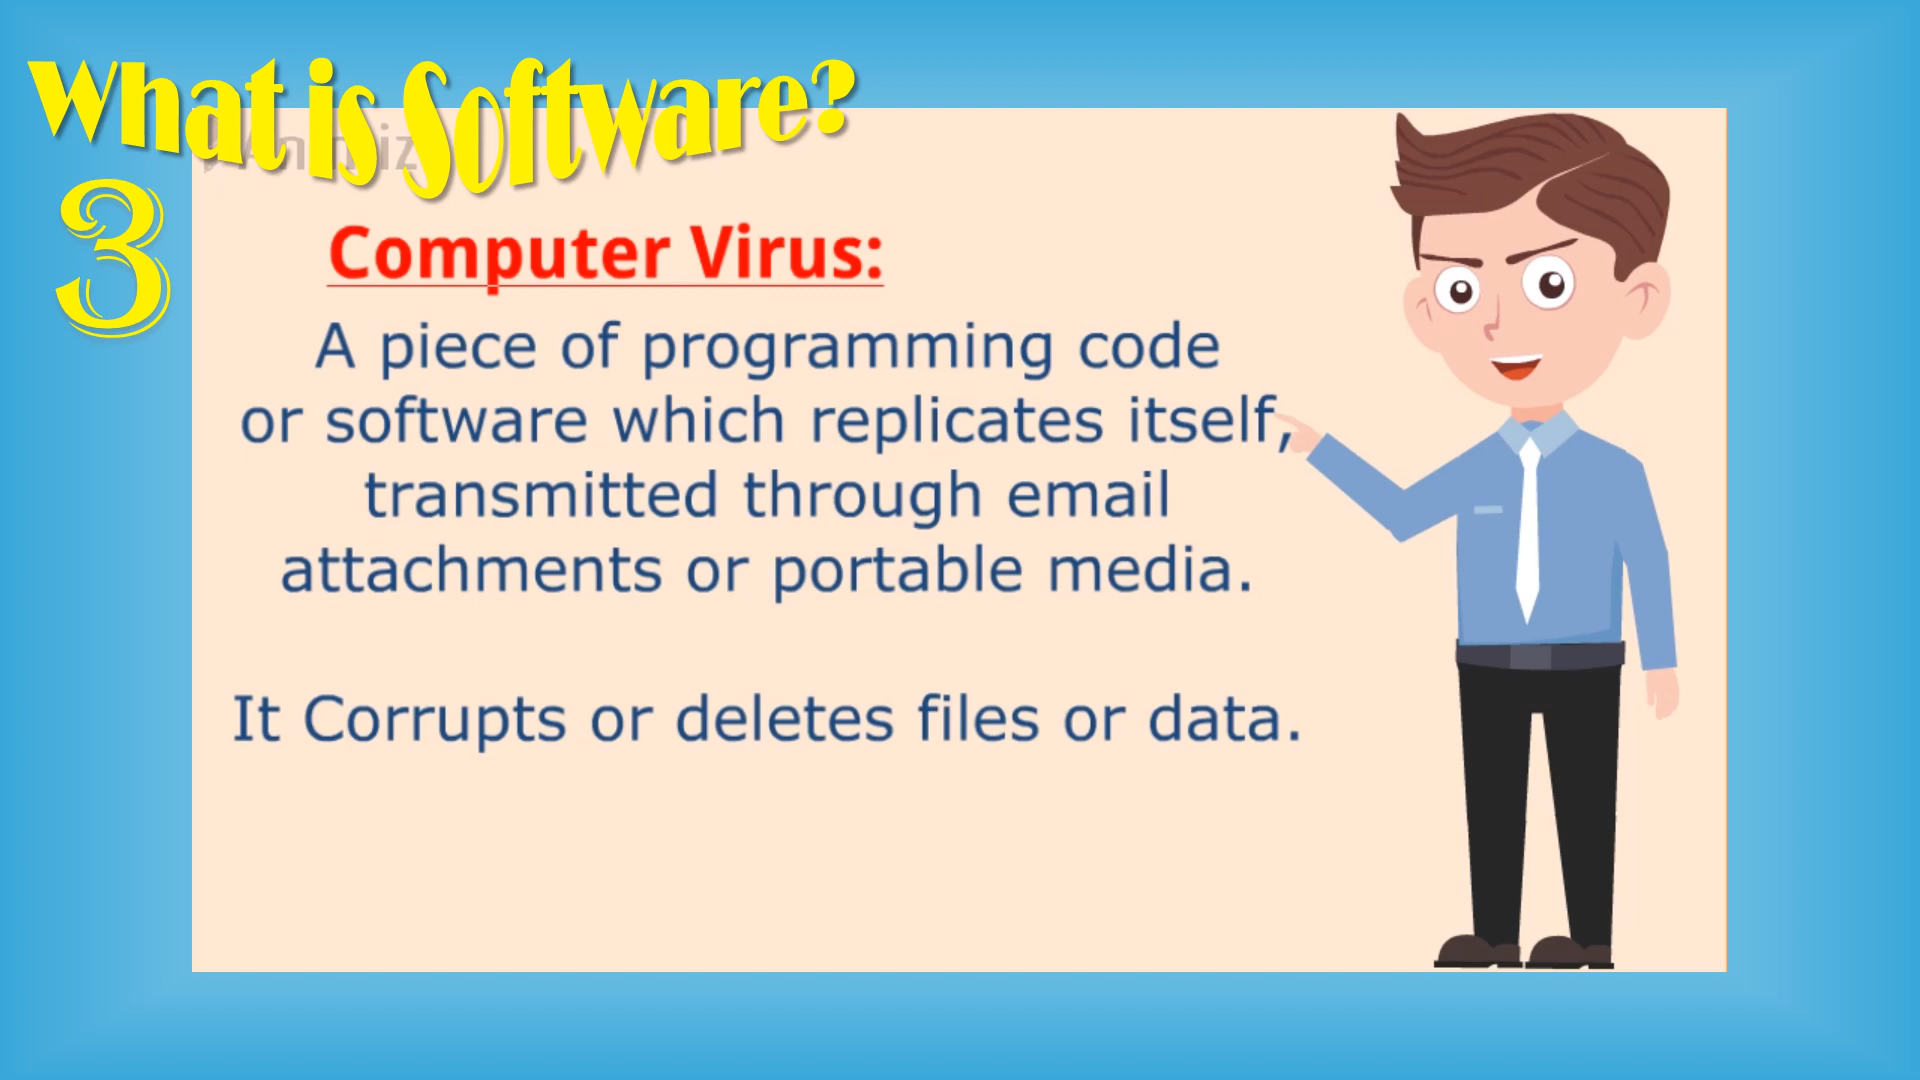 What is Software?
3
Computer Virus:
A piece of programming code
or software which replicates itself,
transmitted through email
attachments or portable media.
It Corrupts or deletes files or data.